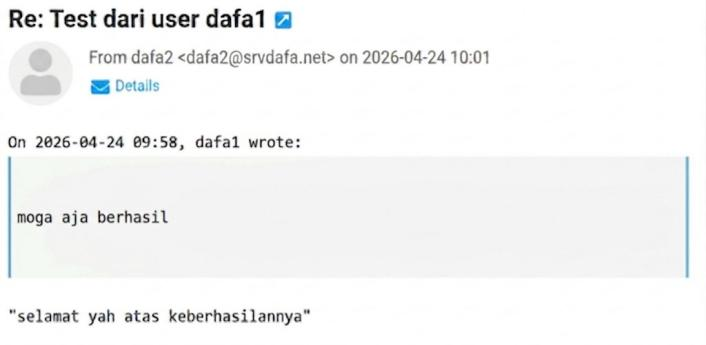 Re: Test dari user dafa1
From dafa2 <dafa2@srvdafa.net> on 2026-04-24 10:01
Details
On 2026-04-24 09:58, dafa1 wrote:
moga aja berhasil
"selamat yah atas keberhasilannya"